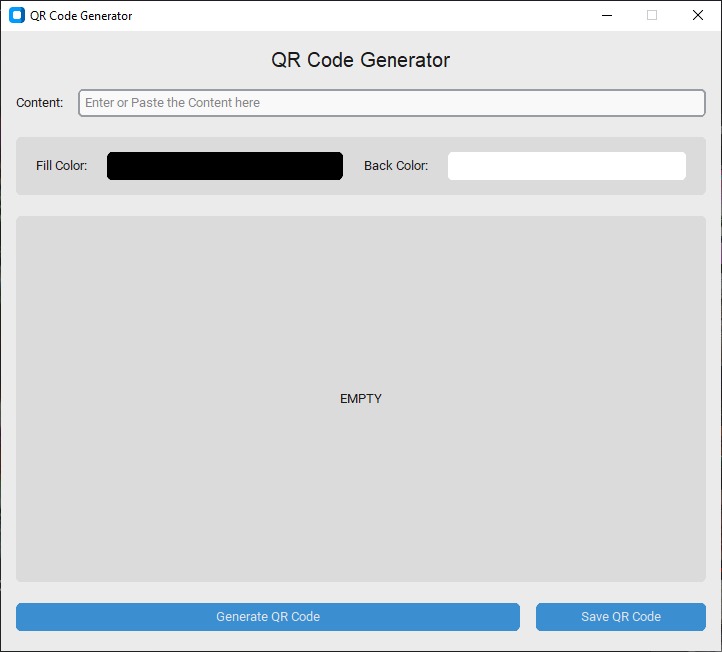 QR Code Generator
QR Code Generator
Content: Enter or Paste the Content here
Fill Color: Back Color:
EMPTY
Generate QR Code Save QR Code